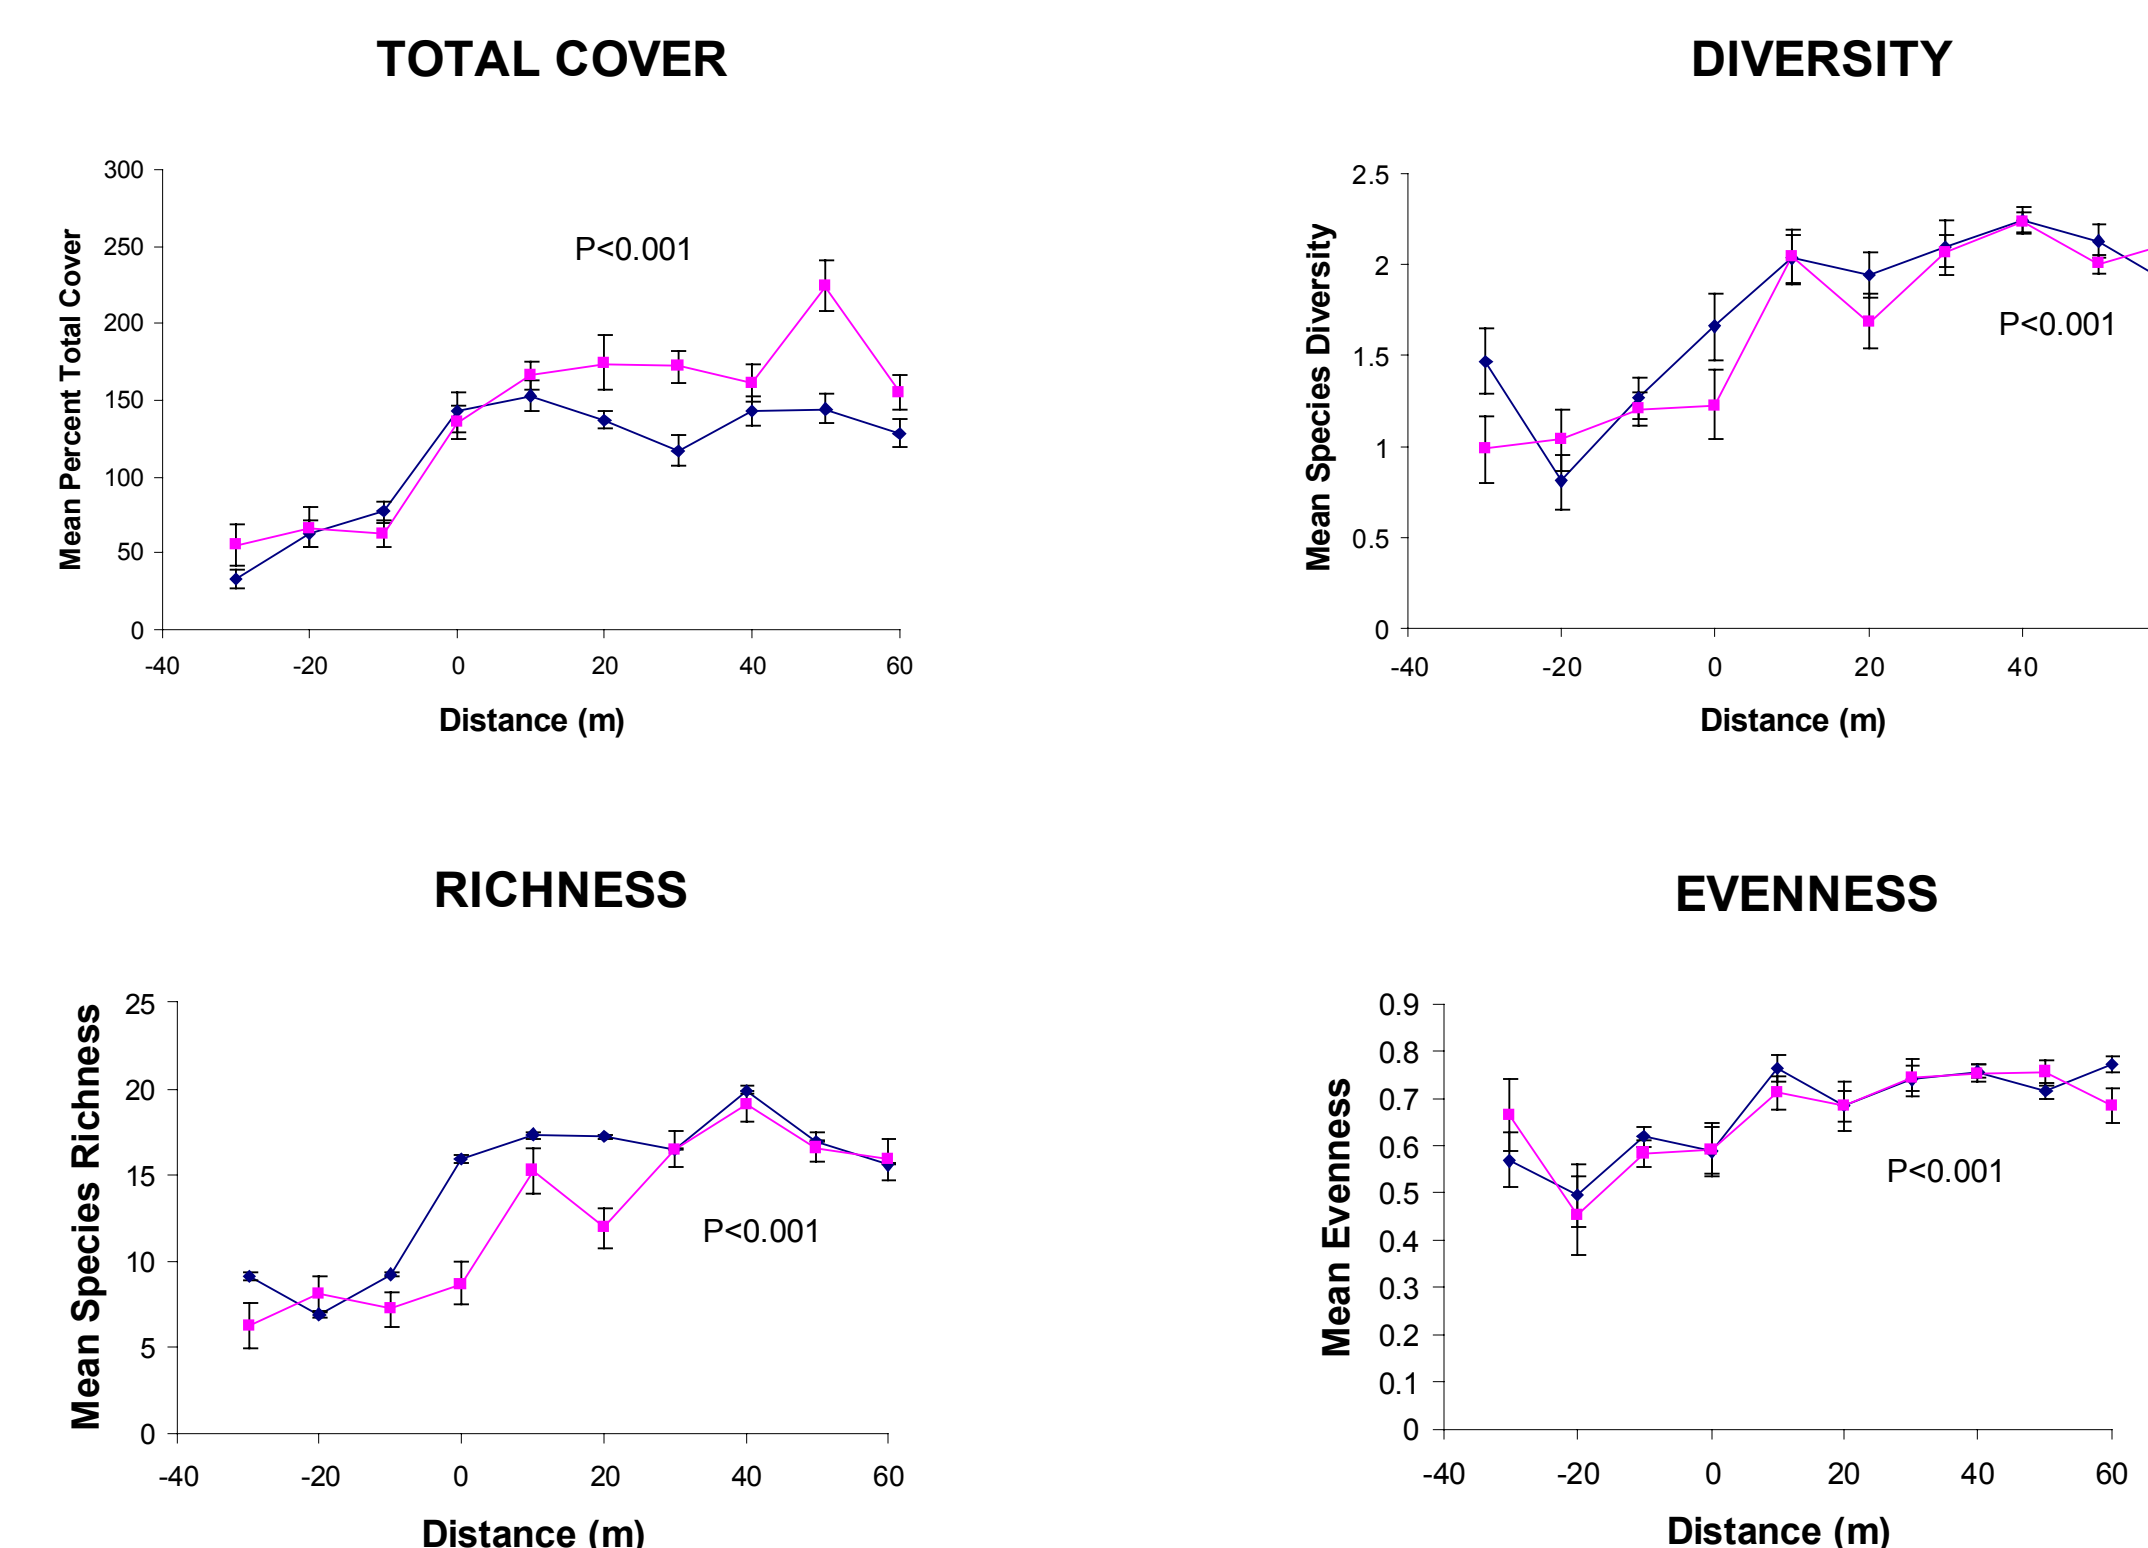 TOTAL COVER
300
250
200
150
100
50
0
-40 -20 0 20 40 60
Mean Percent Total Cover
P<0.001
Distance (m)
DIVERSITY
2.5
2
1.5
1
0.5
0
-40 -20 0 20 40
Mean Species Diversity
P<0.001
Distance (m)
RICHNESS
25
20
15
10
5
0
-40 -20 0 20 40 60
Mean Species Richness
P<0.001
Distance (m)
EVENNESS
0.9
0.8
0.7
0.6
0.5
0.4
0.3
0.2
0.1
0
-40 -20 0 20 40 60
Mean Evenness
P<0.001
Distance (m)